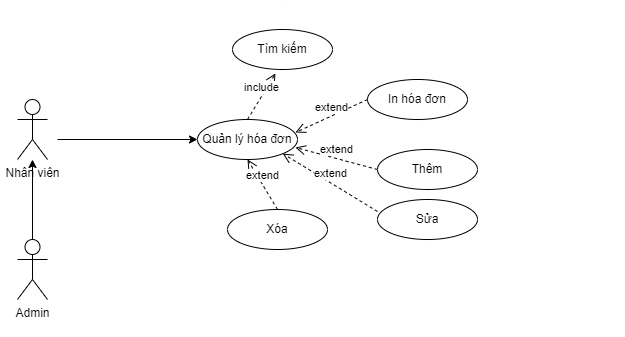 Tìm kiếm
include
In hóa đơn
extend
Quản lý hóa đơn
extend
Thêm
Nhân viên
extend
extend
Sửa
Xóa
Admin